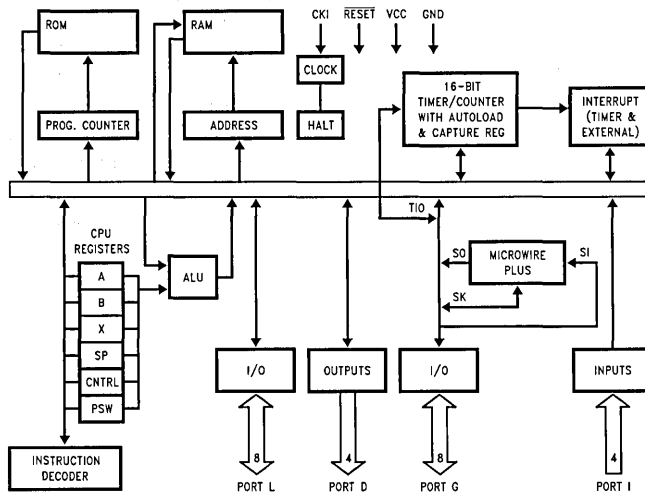 ROM
RAM
CKI
RESET
VCC
GND
CLOCK
HALT
PROG. COUNTER
ADDRESS
16-BIT
TIMER/COUNTER
WITH AUTOLOAD
& CAPTURE REG
INTERRUPT
(TIMER &
EXTERNAL)
TIO
CPU
REGISTERS
A
B
X
SP
CNTRL
PSW
ALU
SO
MICROWIRE
PLUS
SI
SK
I/O
OUTPUTS
I/O
INPUTS
INSTRUCTION
DECODER
8
4
8
4
PORT L
PORT D
PORT G
PORT I